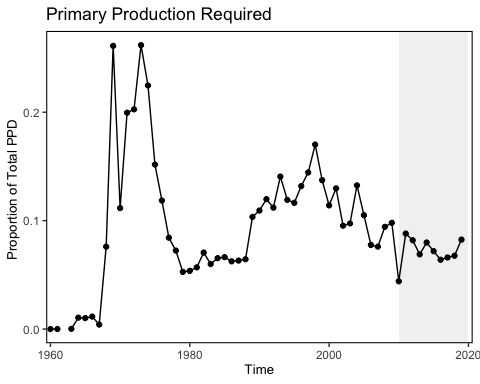 Primary Production Required
Proportion of Total PPD
0.2
0.1
0.0
1960
1980
2000
2020
Time